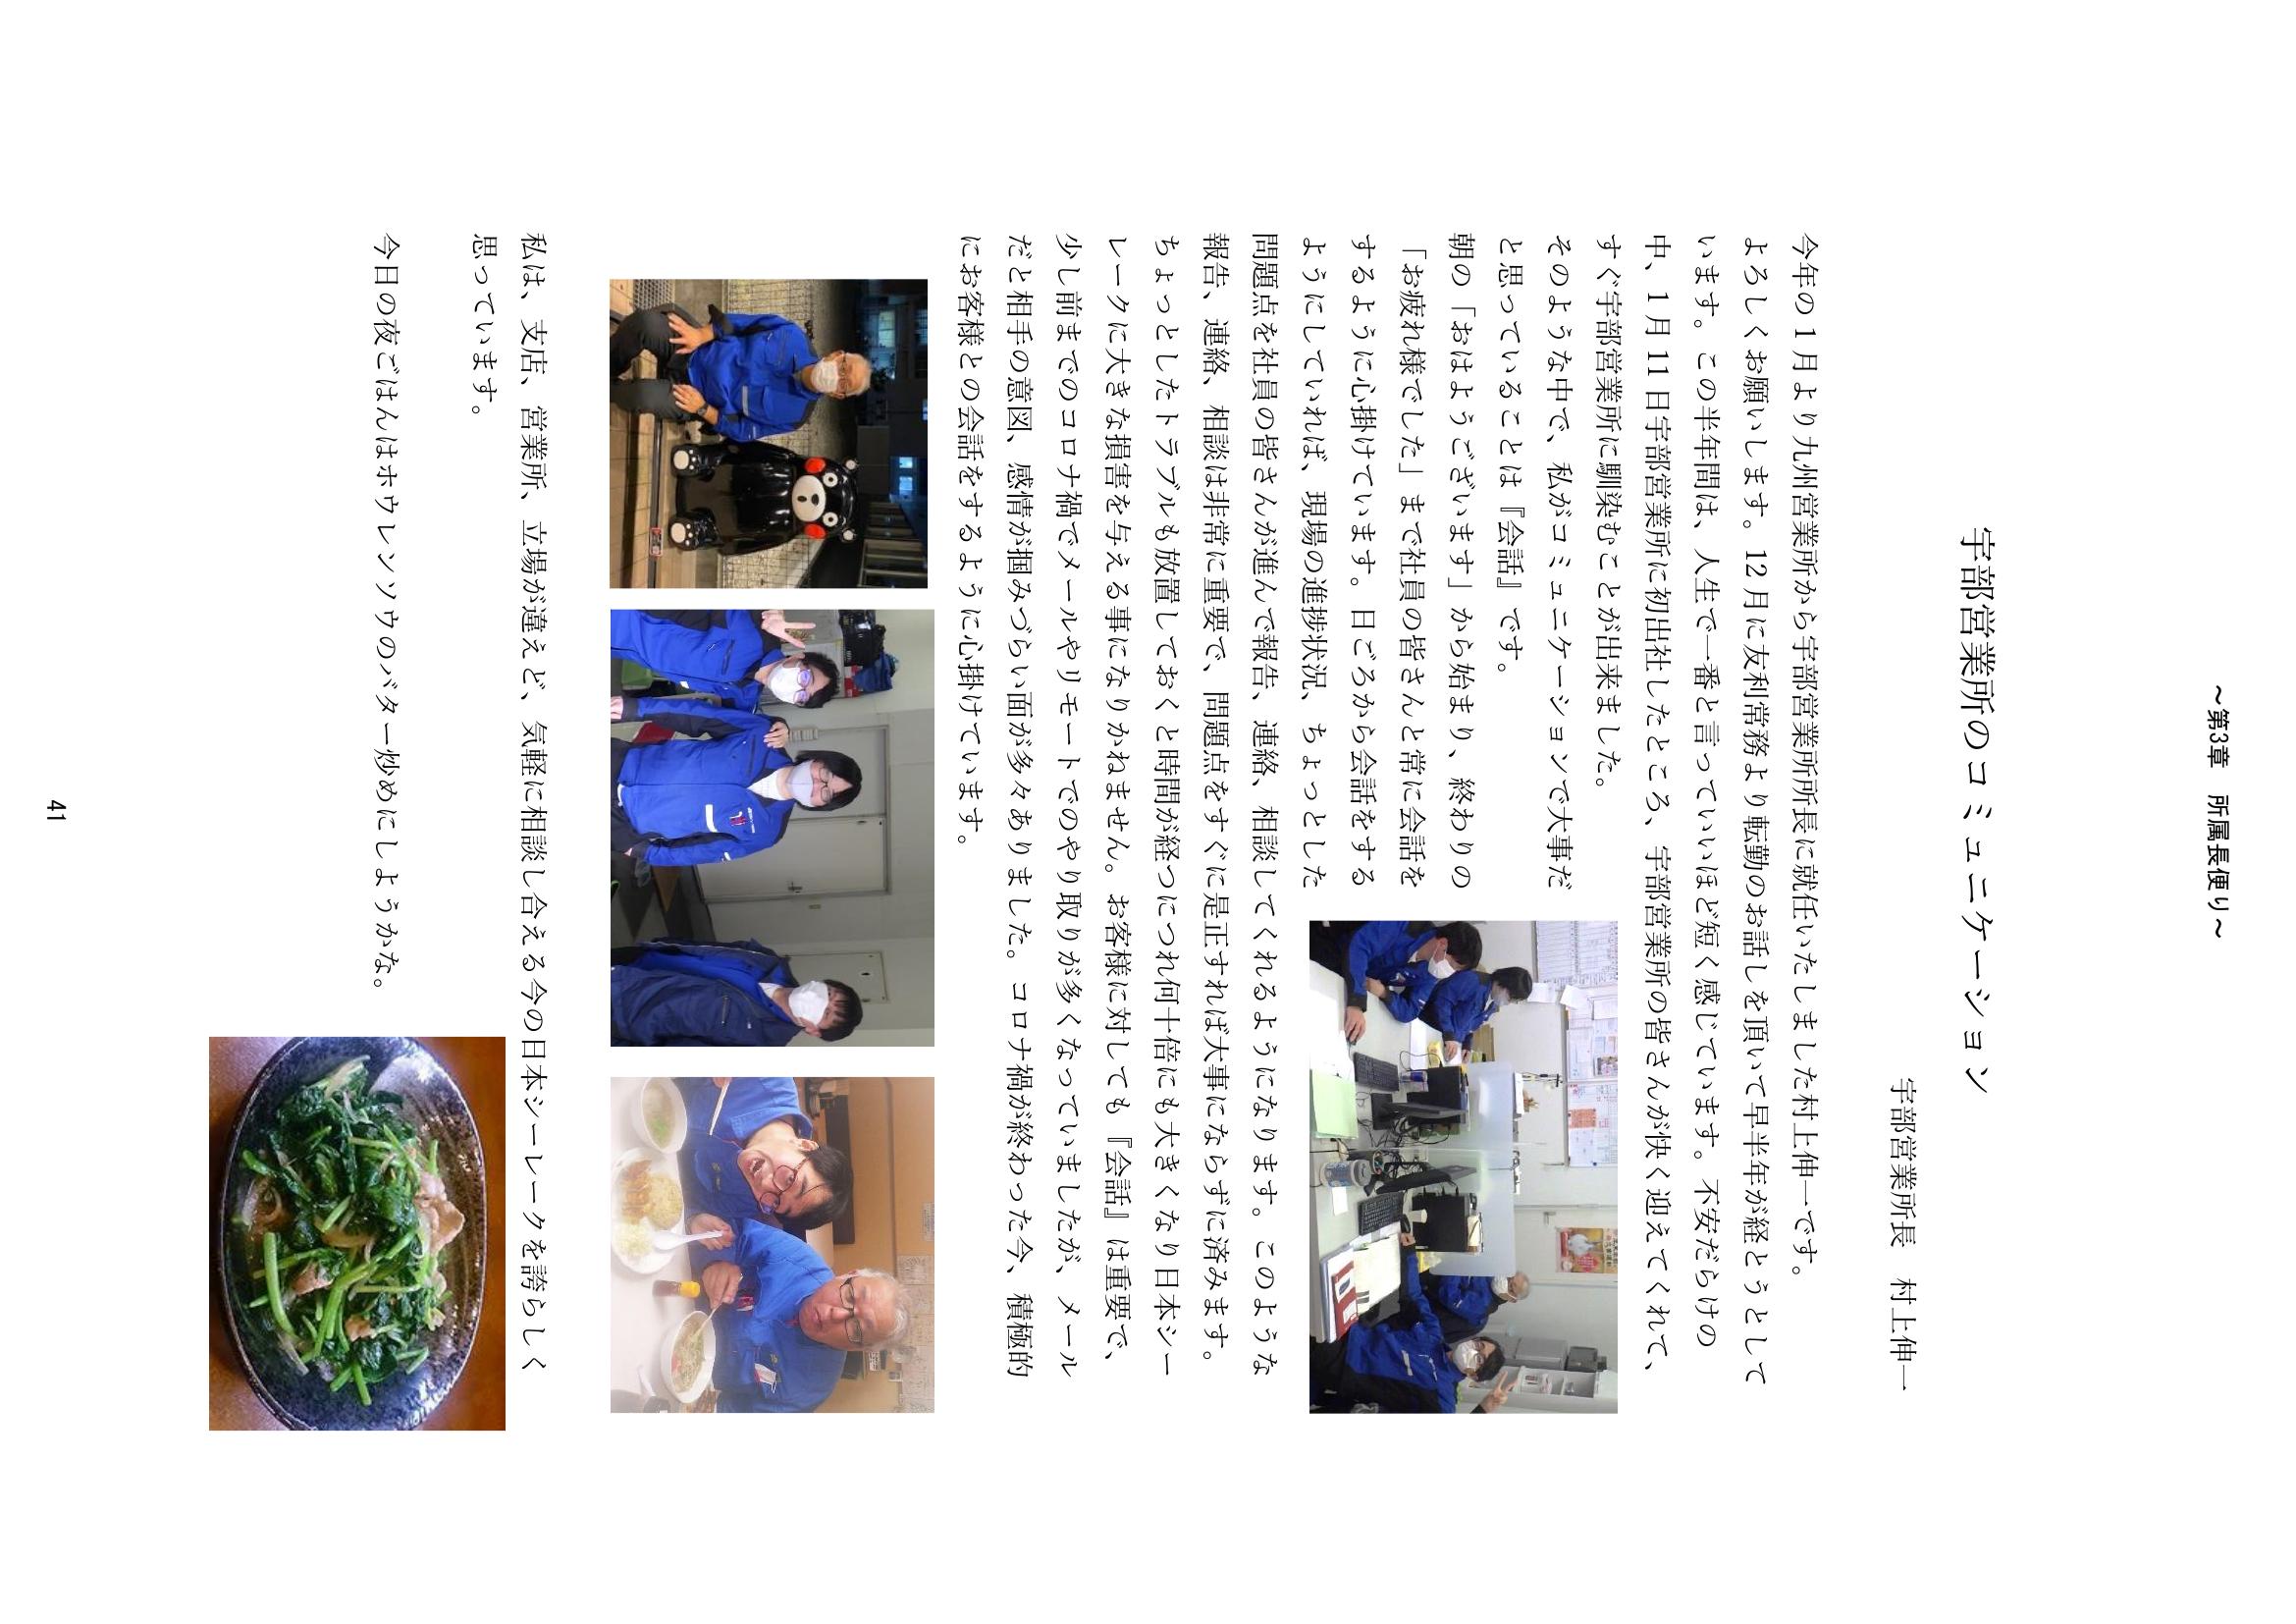 ~第3章　所属長便り~
宇部営業所のコミュニケーション
宇部営業所長　村上伸一
今年の1月より九州営業所から宇部営業所所長に就任いたしました村上伸一です。
よろしくお願いします。12月に友利常務より転勤のお話しを頂いて早半年が経とうとして
います。この半年間は、人生で一番と言っていいほど短く感じています。不安だらけの
中、1月11日宇部営業所に初出社したところ、宇部営業所の皆さんが快く迎えてくれて、
すぐ宇部営業所に馴染むことが出来ました。
そのような中で、私がコミュニケーションで大事だ
と思っていることは『会話』です。
朝の「おはようございます」から始まり、終わりの
「お疲れ様でした」まで社員の皆さんと常に会話を
するように心掛けています。日ごろから会話をする
ようにしていれば、現場の進捗状況、ちょっとした
問題点を社員の皆さんが進んで報告、連絡、相談してくれるようになります。このような
報告、連絡、相談は非常に重要で、問題点をすぐに是正すれば大事にならずに済みます。
ちょっとしたトラブルも放置しておくと時間が経つにつれ何十倍にも大きくなり日本シー
レークに大きな損害を与える事になりかねません。お客様に対しても『会話』は重要で、
少し前までのコロナ禍でメールやリモートでのやり取りが多くなっていましたが、メール
だと相手の意図、感情が掴みづらい面が多々ありました。コロナ禍が終わった今、積極的
にお客様との会話をするように心掛けています。
私は、支店、営業所、立場が違えど、気軽に相談し合える今の日本シーレークを誇らしく
思っています。
今日の夜ごはんはホウレンソウのバター炒めにしようかな。
41